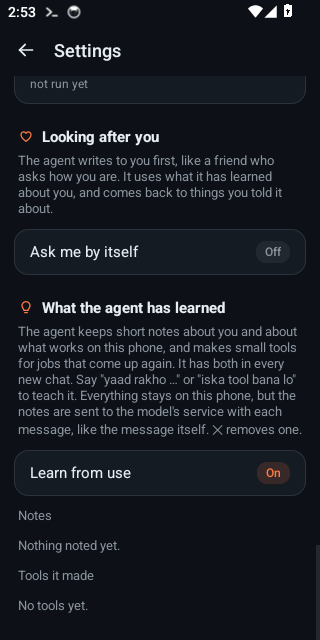 2:53
Settings
not run yet
Looking after you
The agent writes to you first, like a friend who
asks how you are. It uses what it has learned
about you, and comes back to things you told it
about.
Ask me by itself Off
What the agent has learned
The agent keeps short notes about you and about
what works on this phone, and makes small tools
for jobs that come up again. It has both in every
new chat. Say "yaad rakho ..." or "iska tool bana lo"
to teach it. Everything stays on this phone, but the
notes are sent to the model's service with each
message, like the message itself. ✕ removes one.
Learn from use On
Notes
Nothing noted yet.
Tools it made
No tools yet.